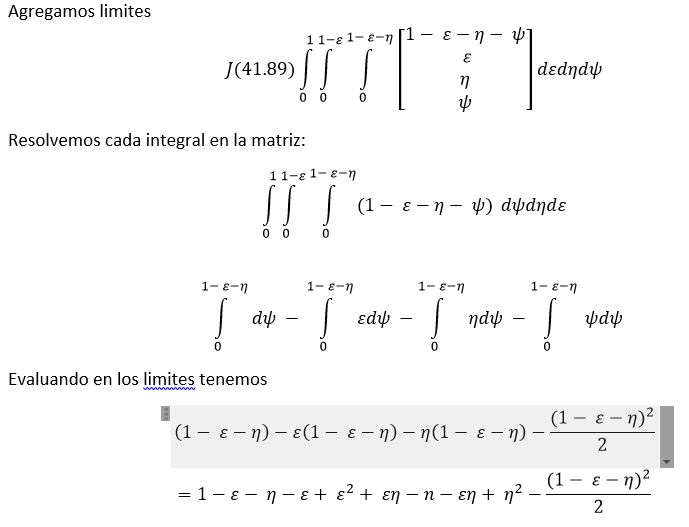 Agregamos limites
J(41.89) ∫₀¹ ∫₀^{1−ε} ∫₀^{1− ε−η} [1 − ε − η − ψ; ε; η; ψ] dεdηdψ
Resolvemos cada integral en la matriz:
∫₀¹ ∫₀^{1−ε} ∫₀^{1− ε−η} (1 − ε − η − ψ) dψdηdε
∫₀^{1− ε−η} dψ − ∫₀^{1− ε−η} εdψ − ∫₀^{1− ε−η} ηdψ − ∫₀^{1− ε−η} ψdψ
Evaluando en los limites tenemos
(1 − ε − η) − ε(1 − ε − η) − η(1 − ε − η) − (1 − ε − η)²/2
= 1 − ε − η − ε + ε² + εη − n − εη + η² − (1 − ε − η)²/2